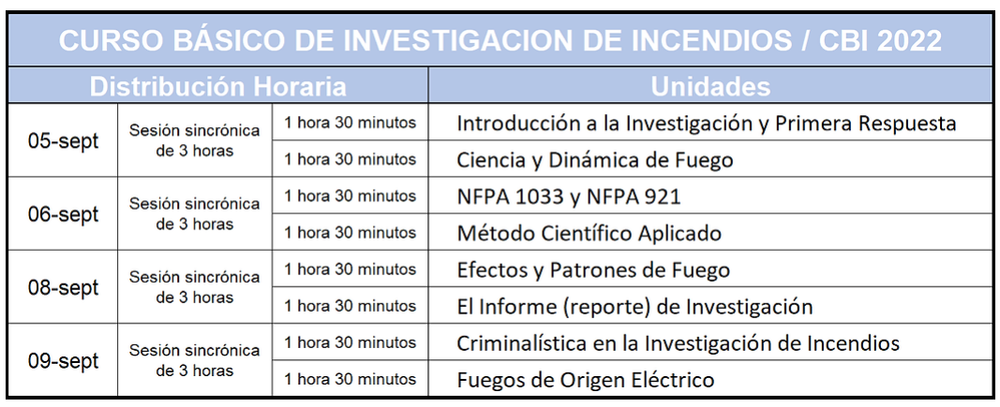 CURSO BÁSICO DE INVESTIGACION DE INCENDIOS / CBI 2022
Distribución Horaria
Unidades
05-sept
Sesión sincrónica
de 3 horas
1 hora 30 minutos
Introducción a la Investigación y Primera Respuesta
1 hora 30 minutos
Ciencia y Dinámica de Fuego
06-sept
Sesión sincrónica
de 3 horas
1 hora 30 minutos
NFPA 1033 y NFPA 921
1 hora 30 minutos
Método Científico Aplicado
08-sept
Sesión sincrónica
de 3 horas
1 hora 30 minutos
Efectos y Patrones de Fuego
1 hora 30 minutos
El Informe (reporte) de Investigación
09-sept
Sesión sincrónica
de 3 horas
1 hora 30 minutos
Criminalística en la Investigación de Incendios
1 hora 30 minutos
Fuegos de Origen Eléctrico